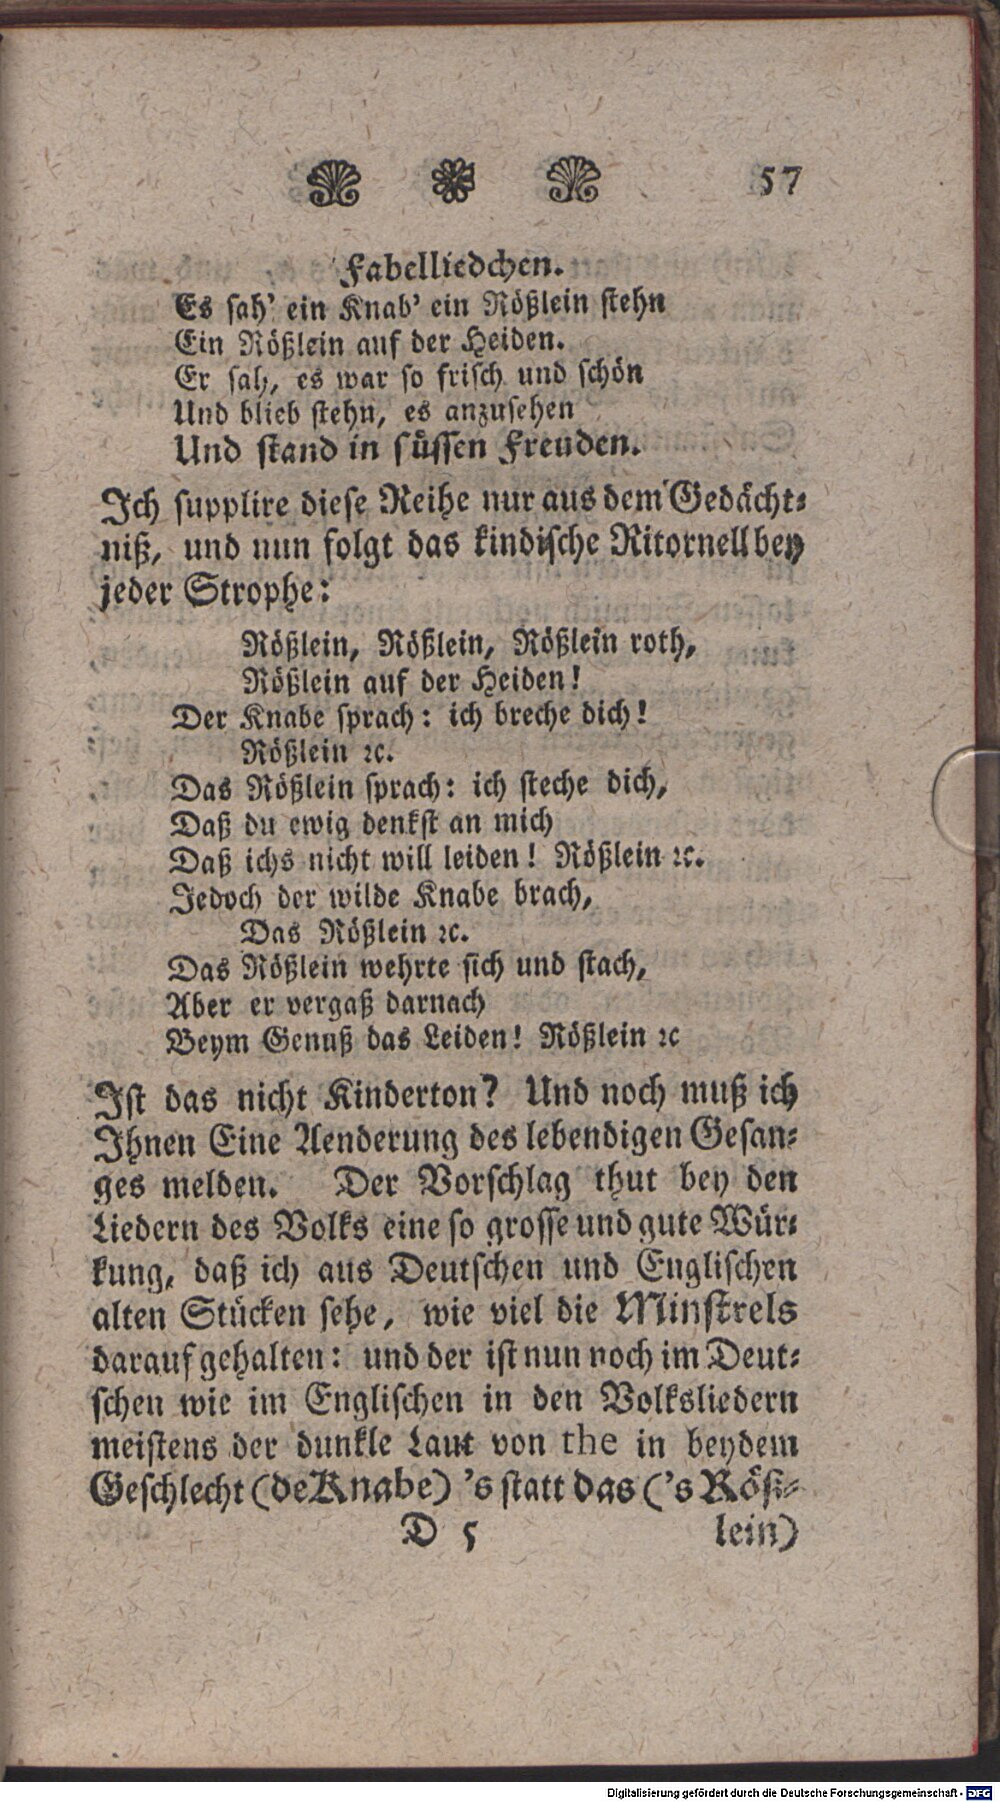 57
Fabelliedchen.
Es sah' ein Knab' ein Rößlein stehn
Ein Rößlein auf der Heiden.
Er sah, es war so frisch und schön
Und blieb stehn, es anzusehen
Und stand in süssen Freuden.
Ich supplire diese Reihe nur aus dem Gedächt-
niß, und nun folgt das kindische Ritornell bey
jeder Strophe:
Rößlein, Rößlein, Rößlein roth,
Rößlein auf der Heiden!
Der Knabe sprach: ich breche dich!
Rößlein ꝛc.
Das Rößlein sprach: ich steche dich,
Daß du ewig denkst an mich
Daß ichs nicht will leiden! Rößlein ꝛc.
Jedoch der wilde Knabe brach,
Das Rößlein ꝛc.
Das Rößlein wehrte sich und stach,
Aber er vergaß darnach
Beym Genuß das Leiden! Rößlein ꝛc
Ist das nicht Kinderton? Und noch muß ich
Ihnen Eine Aenderung des lebendigen Gesan-
ges melden. Der Vorschlag thut bey den
Liedern des Volks eine so grosse und gute Wür-
kung, daß ich aus Deutschen und Englischen
alten Stücken sehe, wie viel die Minstrels
darauf gehalten: und der ist nun noch im Deut-
schen wie im Englischen in den Volksliedern
meistens der dunkle Laut von the in beydem
Geschlecht (de Knabe) 's statt das ('s Röß-
D 5 lein)
Digitalisierung gefördert durch die Deutsche Forschungsgemeinschaft - DFG